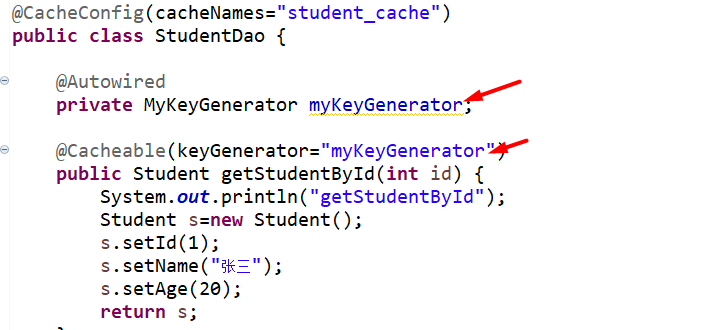 @CacheConfig(cacheNames="student_cache")
public class StudentDao {
@Autowired
private MyKeyGenerator myKeyGenerator;
@Cacheable(keyGenerator="myKeyGenerator")
public Student getStudentById(int id) {
System.out.println("getStudentById");
Student s=new Student();
s.setId(1);
s.setName("张三");
s.setAge(20);
return s;